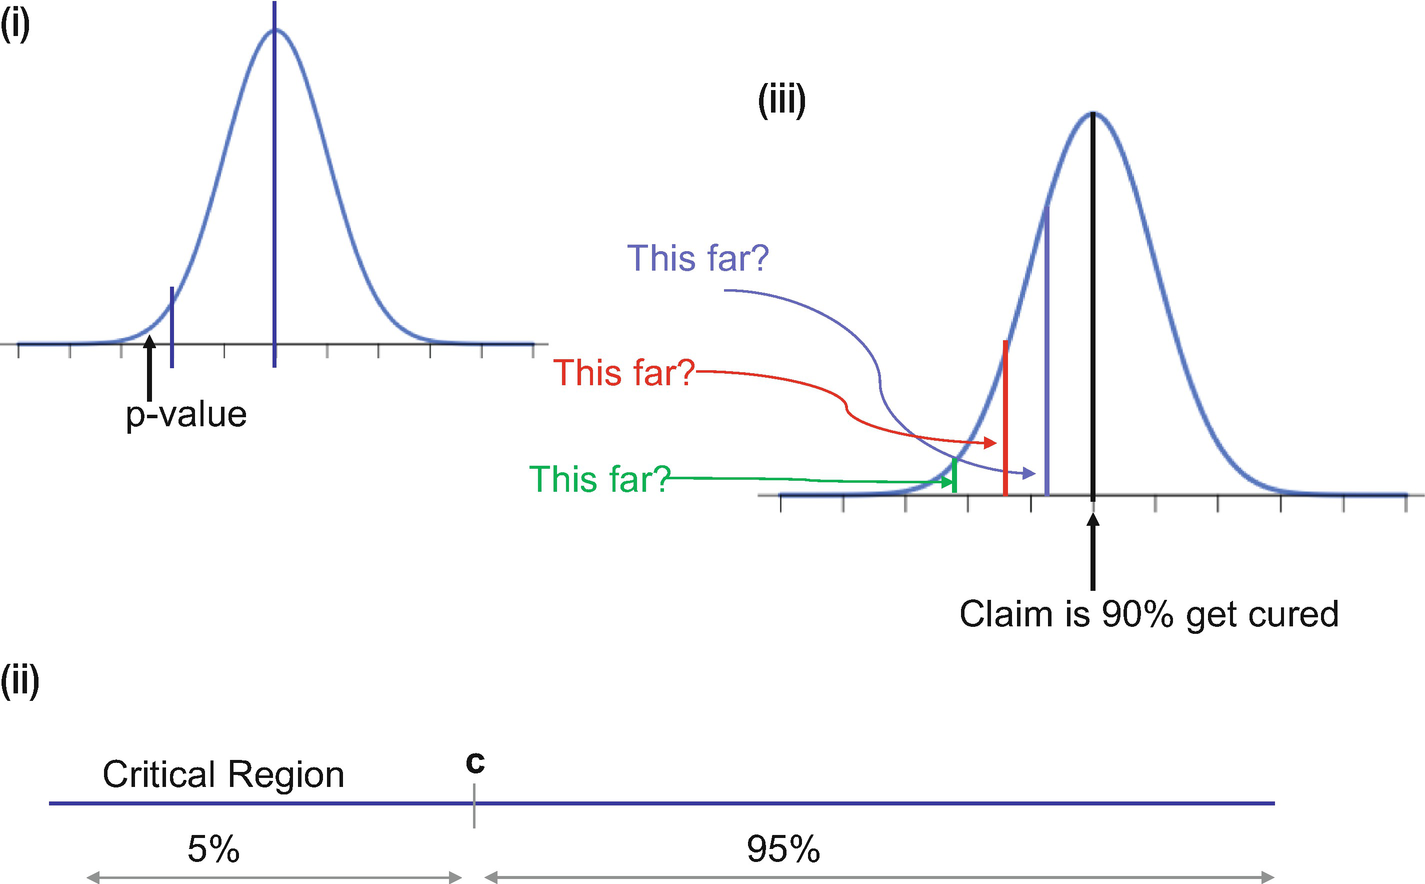 (i)
p-value
(iii)
This far?
This far?
This far?
Claim is 90% get cured
(ii)
Critical Region
c
5%
95%